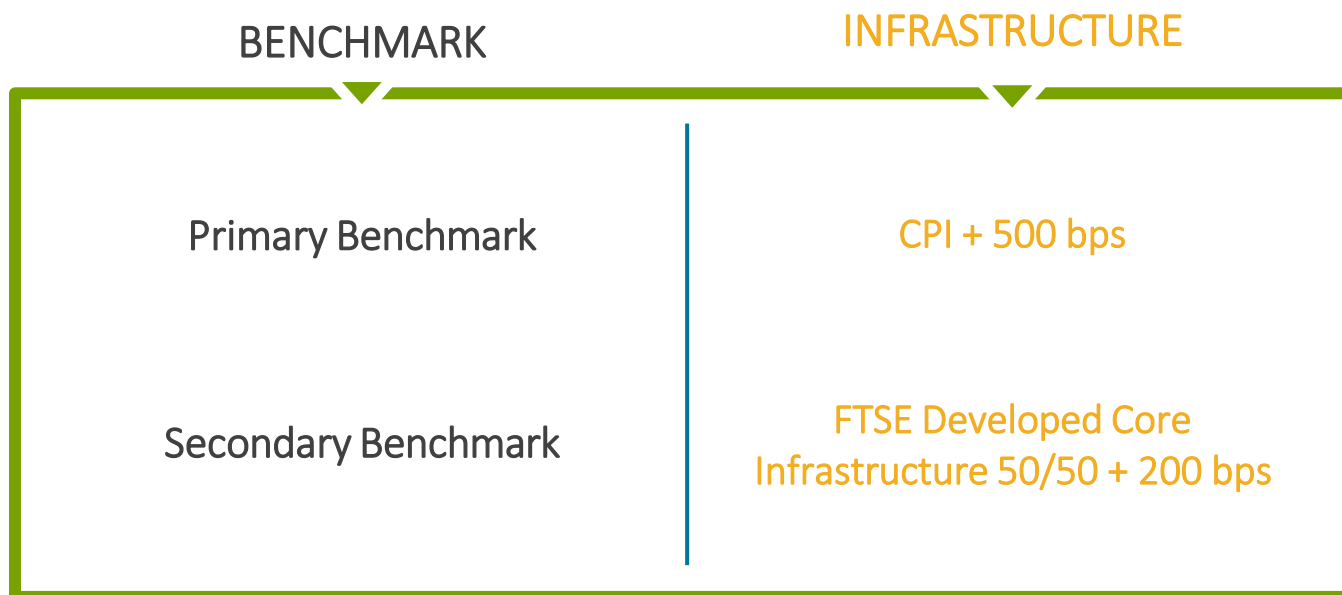 BENCHMARK
INFRASTRUCTURE
Primary Benchmark
CPI + 500 bps
Secondary Benchmark
FTSE Developed Core
Infrastructure 50/50 + 200 bps